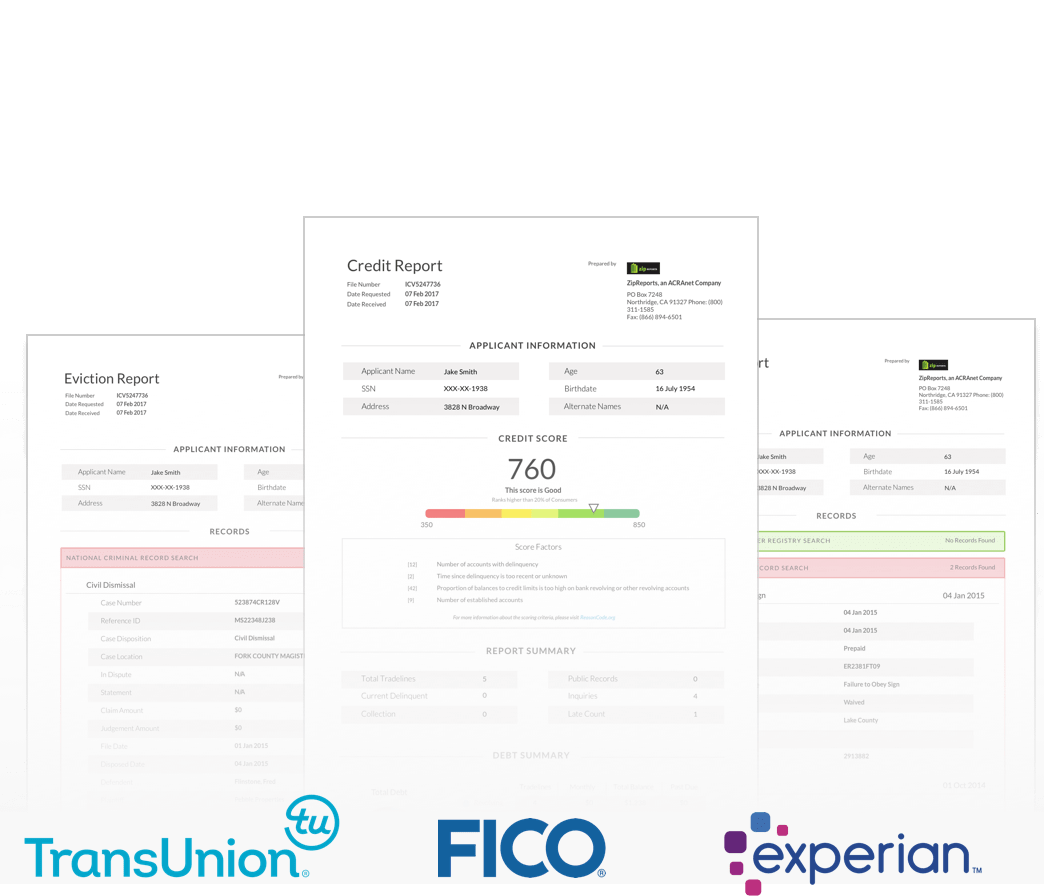 Credit Report
File Number ICV5247736
Date Requested 07 Feb 2017
Date Received 07 Feb 2017
Prepared by
zip
ZipReports, an ACRAnet Company
PO Box 7248
Northridge, CA 91327 Phone: (800)
311-1585
Fax: (866) 894-6501
APPLICANT INFORMATION
Applicant Name Jake Smith Age 63
SSN XXX-XX-1938 Birthdate 16 July 1954
Address 3828 N Broadway Alternate Names N/A
CREDIT SCORE
760
This score is Good
Ranks higher than 20% of Consumers
350 850
Score Factors
[12] Number of accounts with delinquency
[2] Time since delinquency is too recent or unknown
[42] Proportion of balances to credit limits is too high on bank revolving or other revolving accounts
[9] Number of established accounts
For more information about the scoring criteria, please visit ReasonCode.org
REPORT SUMMARY
Total Tradelines 5 Public Records 0
Current Delinquent 0 Inquiries 4
Collection 0 Late Count 1
DEBT SUMMARY
Total Debt
Eviction Report
File Number ICV5247736
Date Requested 07 Feb 2017
Date Received 07 Feb 2017
Prepared by
APPLICANT INFORMATION
Applicant Name Jake Smith Age
SSN XXX-XX-1938 Birthdate
Address 3828 N Broadway Alternate Name
RECORDS
NATIONAL CRIMINAL RECORD SEARCH
Civil Dismissal
Case Number 523874CR128V
Reference ID MS22348J238
Case Disposition Civil Dismissal
Case Location FORK COUNTY MAGIST
In Dispute N/A
Statement N/A
Claim Amount $0
Judgement Amount $0
File Date 01 Jan 2015
Disposed Date 04 Jan 2015
rt
Prepared by
zip
ZipReports, an ACRAnet Company
PO Box 7248
Northridge, CA 91327 Phone: (800)
311-1585
Fax: (866) 894-6501
APPLICANT INFORMATION
Jake Smith Age 63
XXX-XX-1938 Birthdate 16 July 1954
3828 N Broadway Alternate Names N/A
RECORDS
ER REGISTRY SEARCH No Records Found
CORD SEARCH 2 Records Found
gn 04 Jan 2015
04 Jan 2015
04 Jan 2015
Prepaid
ER2381FT09
Failure to Obey Sign
Waived
Lake County
2913883
01 Oct 2014
TransUnion® tu
FICO®
experian™